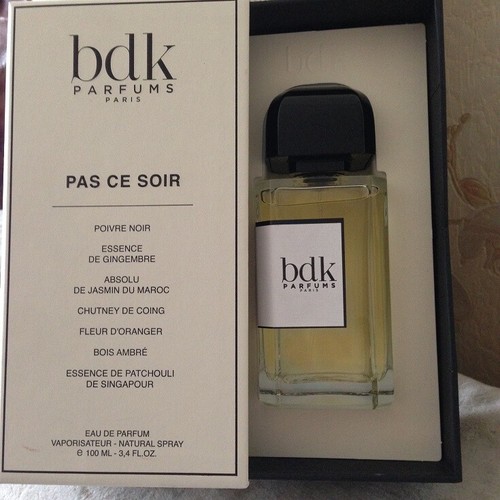 bdk
PARFUMS
PARIS
PAS CE SOIR
POIVRE NOIR
ESSENCE
DE GINGEMBRE
ABSOLU
DE JASMIN DU MAROC
CHUTNEY DE COING
FLEUR D'ORANGER
BOIS AMBRÉ
ESSENCE DE PATCHOULI
DE SINGAPOUR
EAU DE PARFUM
VAPORISATEUR - NATURAL SPRAY
℮ 100 ML - 3,4 FL.OZ.
bdk
bdk
PARFUMS
PARIS